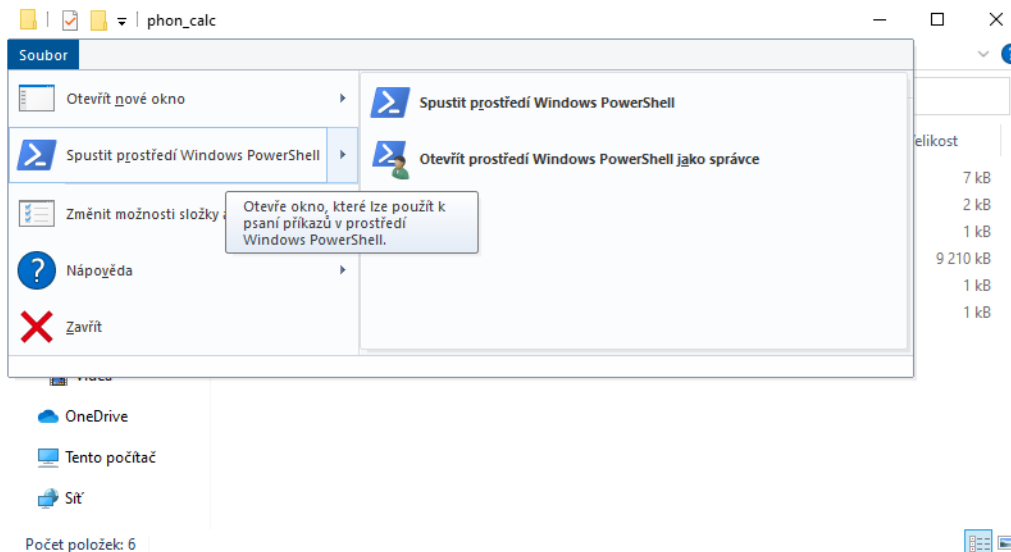 phon_calc
Soubor
Otevřít nové okno
Spustit prostředí Windows PowerShell
Spustit prostředí Windows PowerShell
Otevřít prostředí Windows PowerShell jako správce
Změnit možnosti složky
Otevře okno, které lze použít k
psaní příkazů v prostředí
Windows PowerShell.
Nápověda
Zavřít
7 kB
2 kB
1 kB
9 210 kB
1 kB
1 kB
OneDrive
Tento počítač
Síť
Počet položek: 6